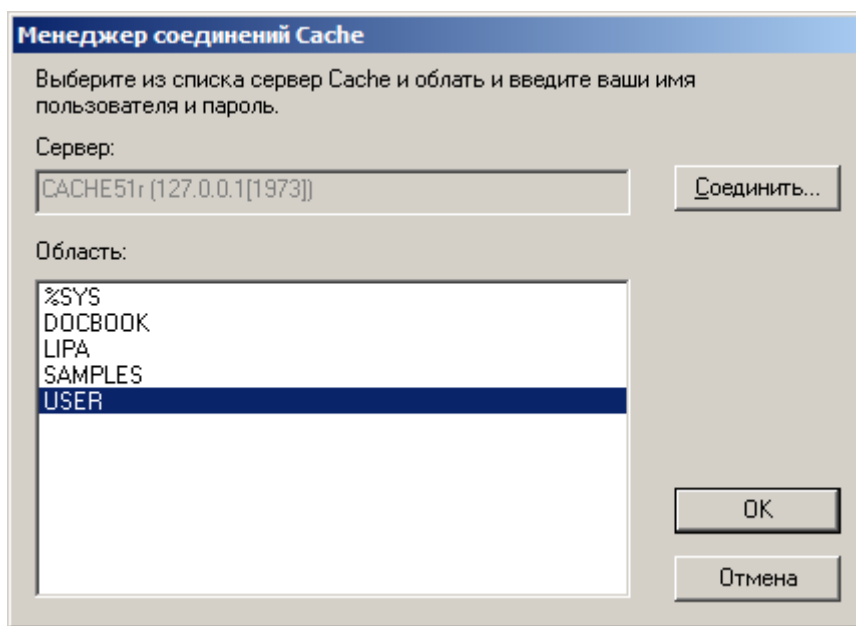 Менеджер соединений Cache
Выберите из списка сервер Cache и облать и введите ваши имя
пользователя и пароль.
Сервер:
CACHE51r (127.0.0.1[1973])
Соединить...
Область:
%SYS
DOCBOOK
LIPA
SAMPLES
USER
OK
Отмена